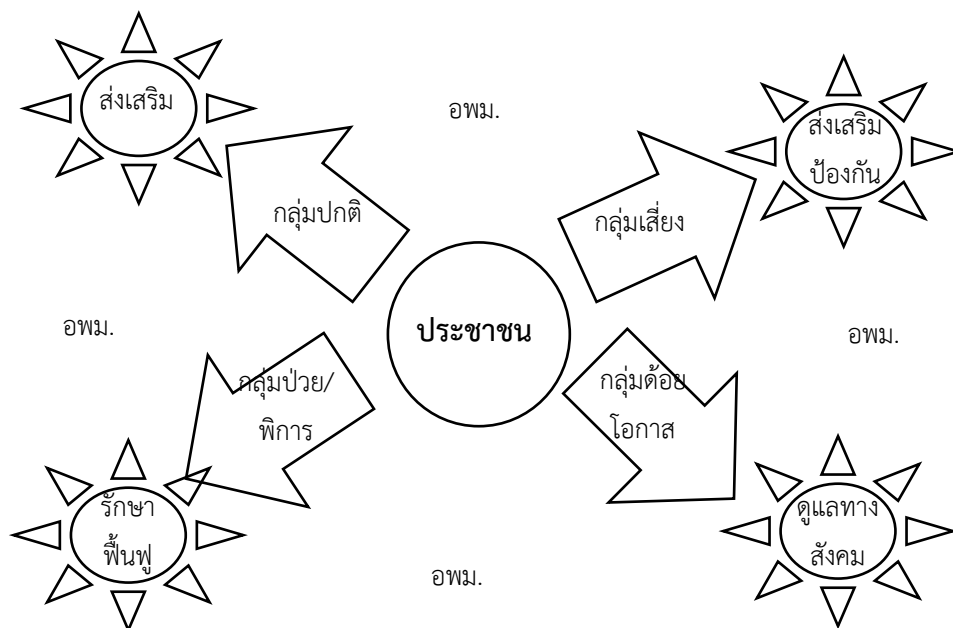 ส่งเสริม
อพม.
ส่งเสริม
ป้องกัน
กลุ่มปกติ
กลุ่มเสี่ยง
อพม.
ประชาชน
อพม.
กลุ่มป่วย/
พิการ
กลุ่มด้อย
โอกาส
รักษา
ฟื้นฟู
อพม.
ดูแลทาง
สังคม